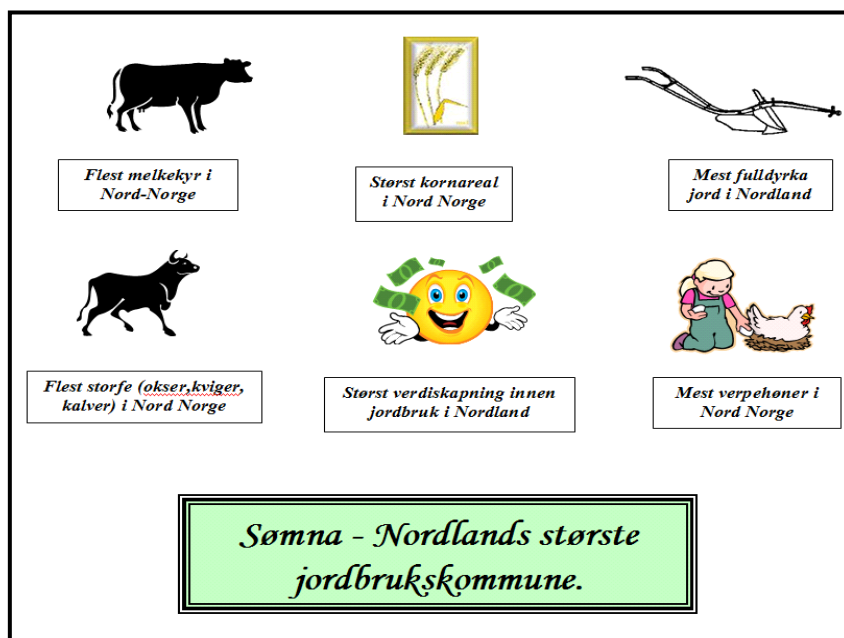 Flest melkekyr i
Nord-Norge
Størst kornareal
i Nord Norge
Mest fulldyrka
jord i Nordland
Flest storfe (okser,kviger,
kalver) i Nord Norge
Størst verdiskapning innen
jordbruk i Nordland
Mest verpehøner i
Nord Norge
Sømna - Nordlands største
jordbrukskommune.